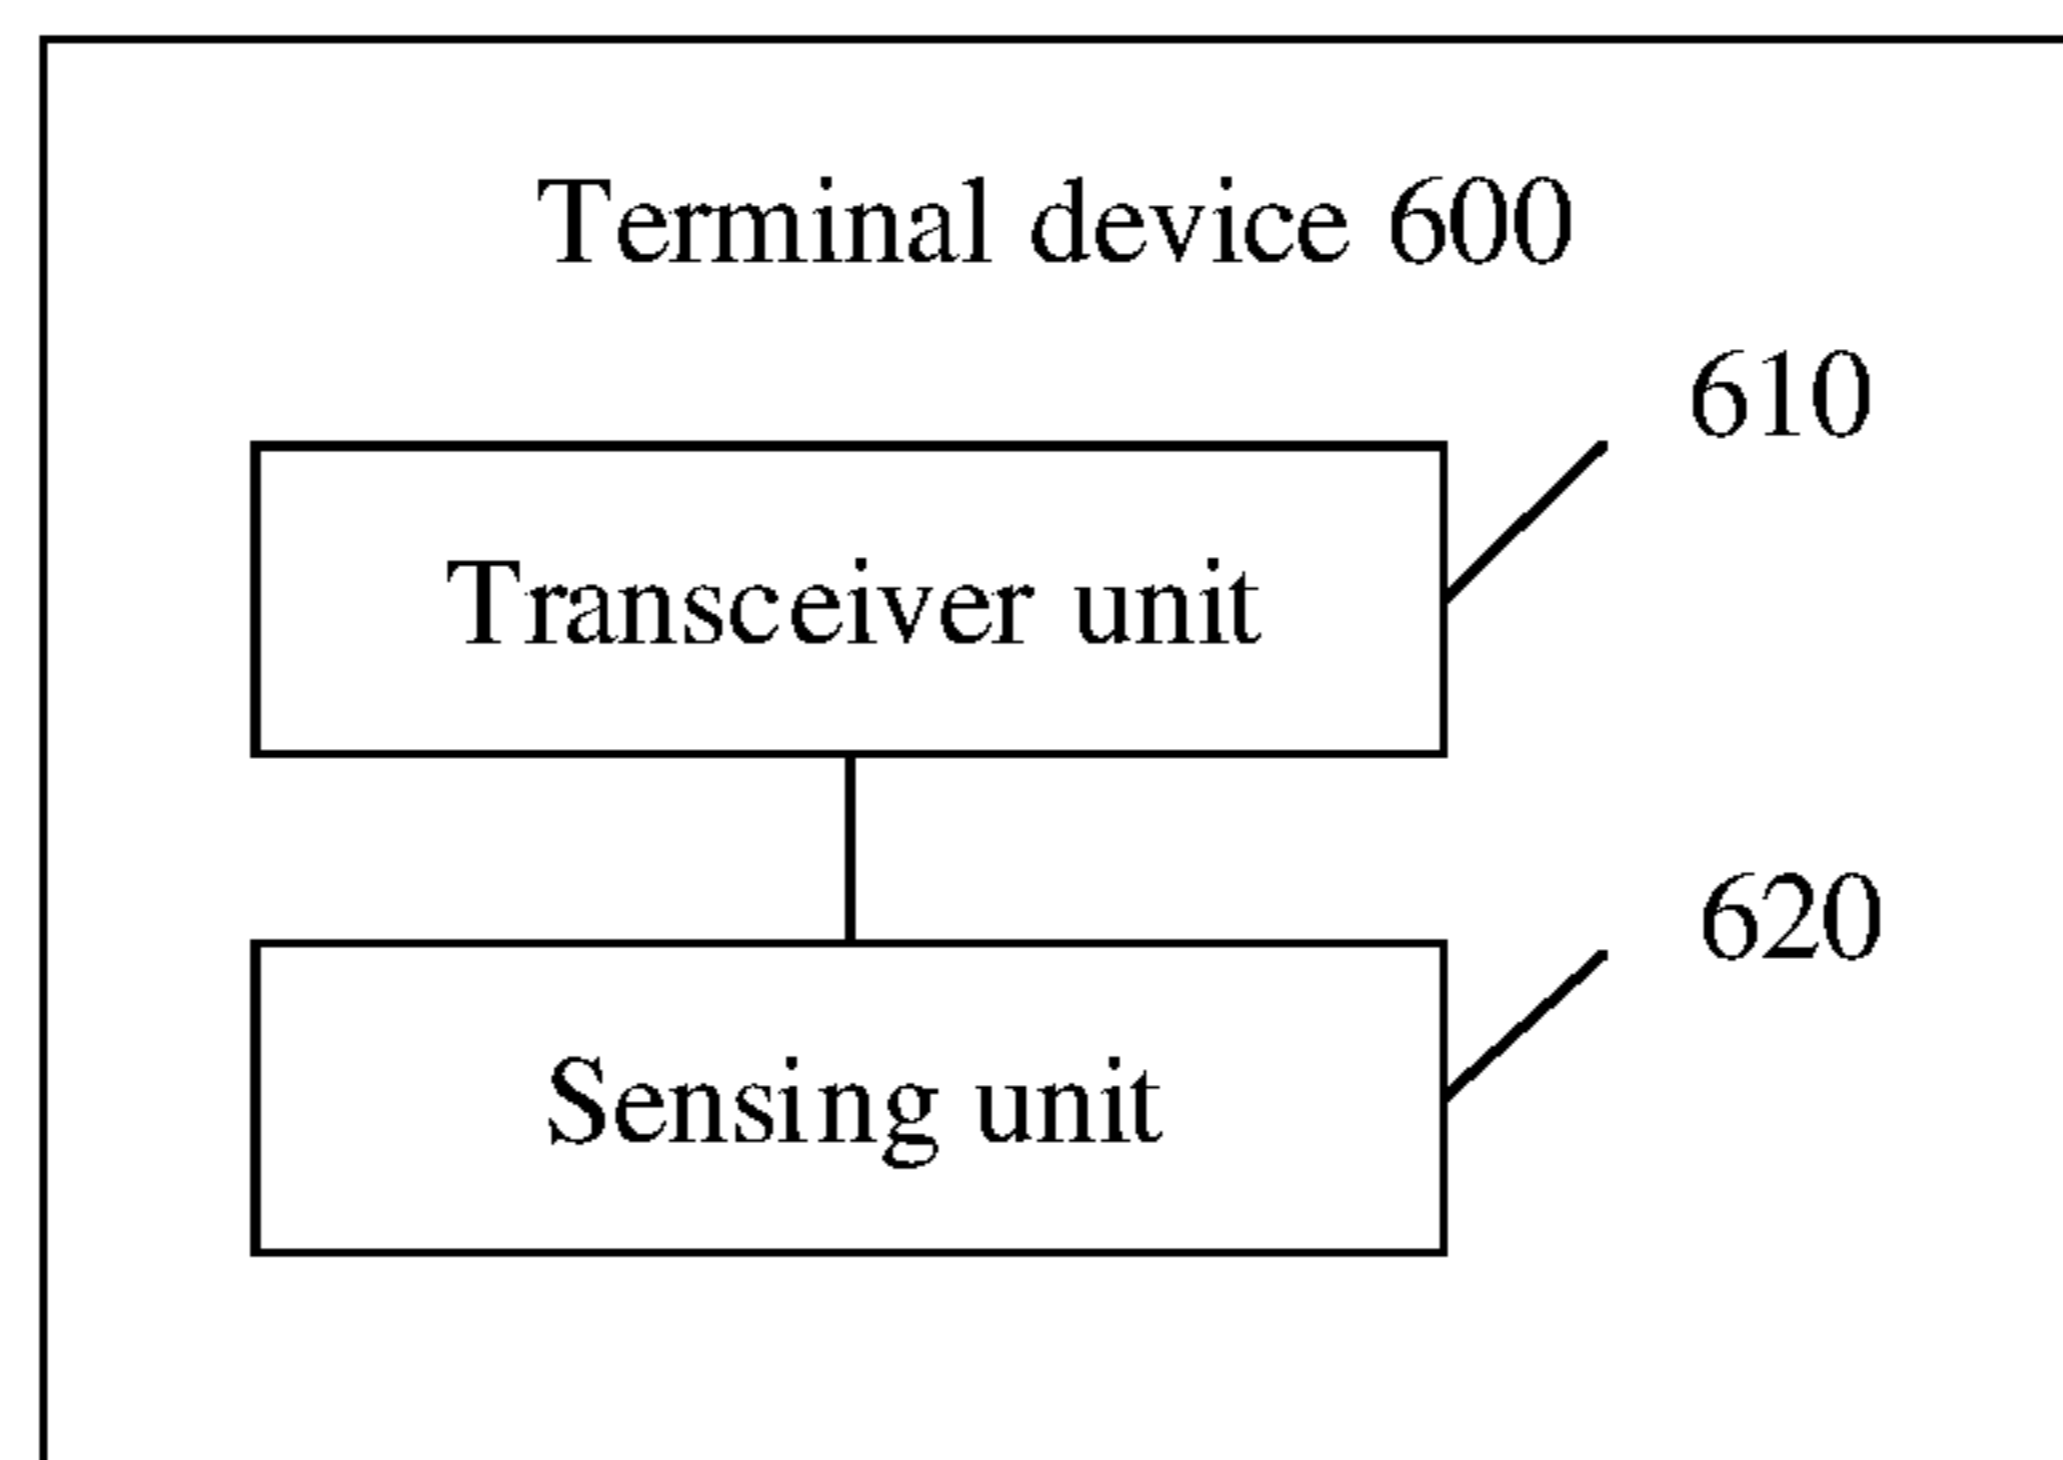 Terminal device 600
610
Transceiver unit
620
Sensing unit